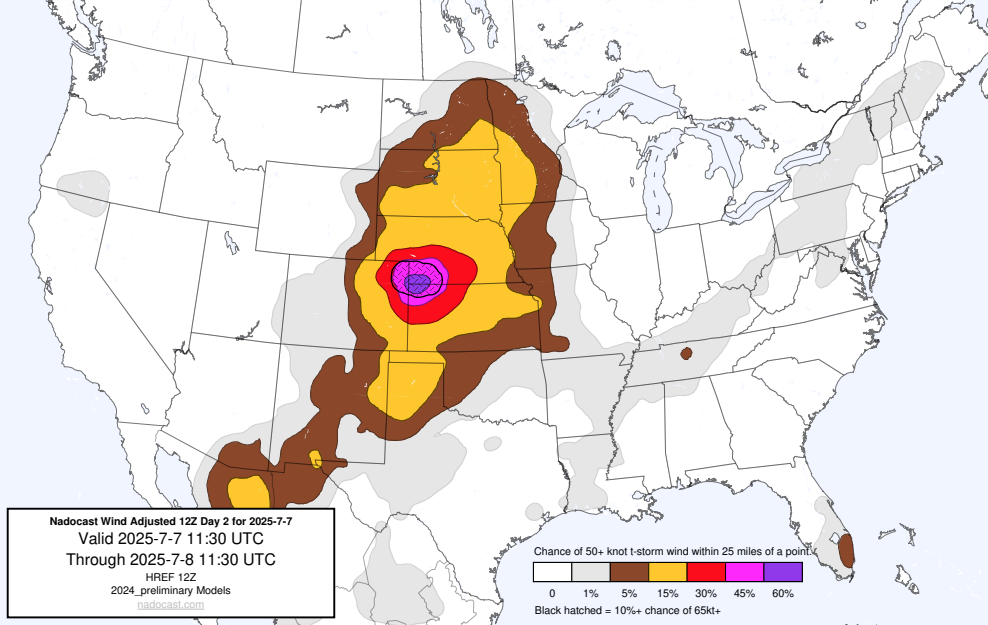 Nadocast Wind Adjusted 12Z Day 2 for 2025-7-7
Valid 2025-7-7 11:30 UTC
Through 2025-7-8 11:30 UTC
HREF 12Z
2024_preliminary Models
nadocast.com
Chance of 50+ knot t-storm wind within 25 miles of a point.
0 1% 5% 15% 30% 45% 60%
Black hatched = 10%+ chance of 65kt+